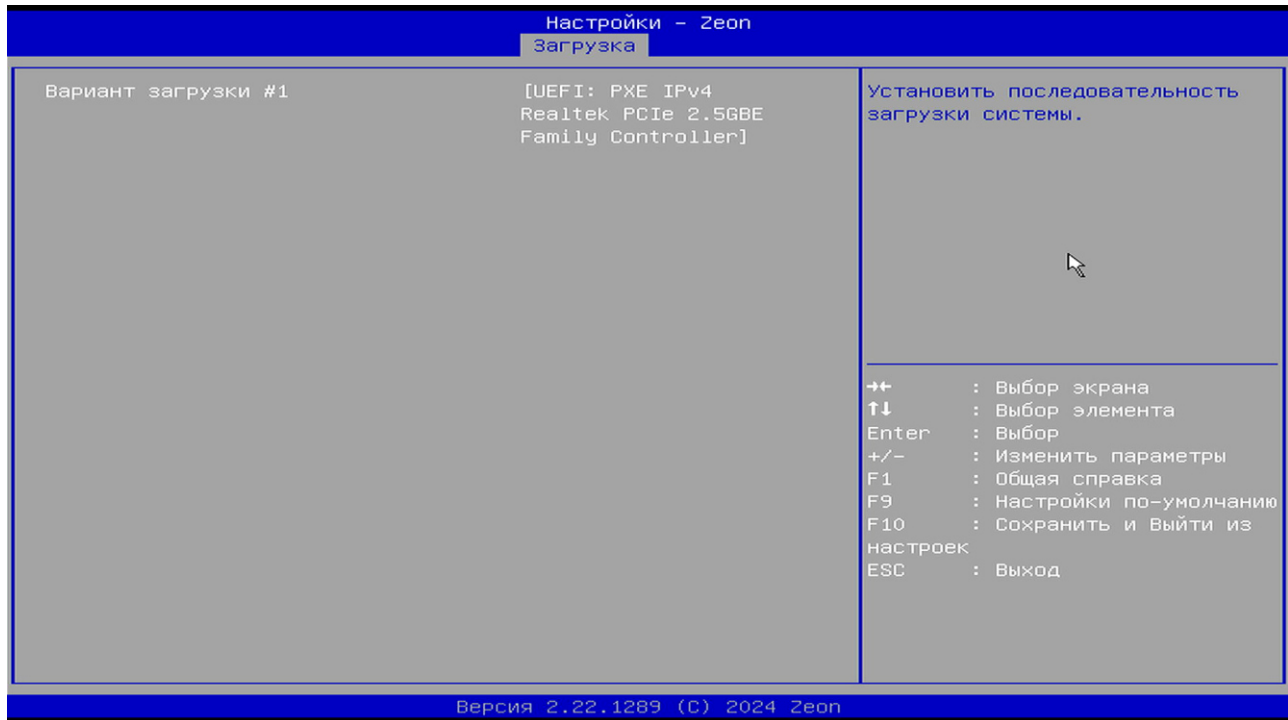 Настройки – Zeon
Загрузка
Вариант загрузки #1 [UEFI: PXE IPv4
Realtek PCIe 2.5GBE
Family Controller]
Установить последовательность
загрузки системы.
→← : Выбор экрана
↑↓ : Выбор элемента
Enter : Выбор
+/- : Изменить параметры
F1 : Общая справка
F9 : Настройки по-умолчанию
F10 : Сохранить и Выйти из
настроек
ESC : Выход
Версия 2.22.1289 (C) 2024 Zeon